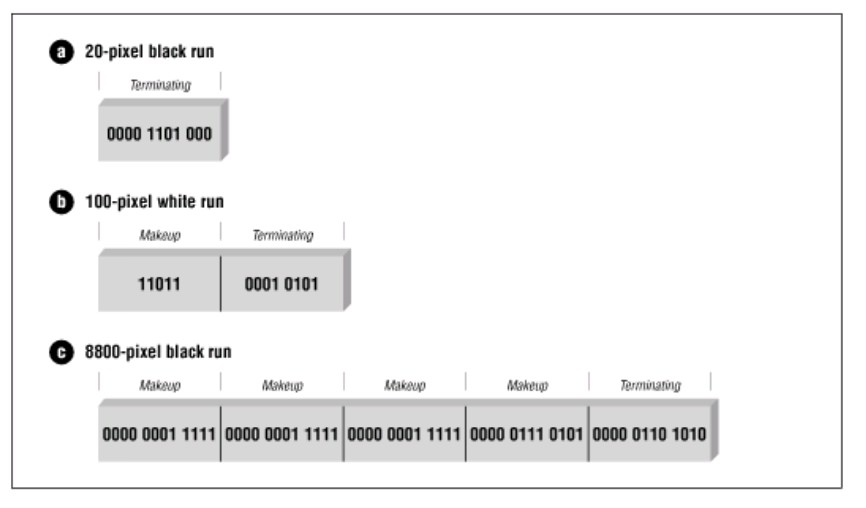 a 20-pixel black run
Terminating
0000 1101 000
b 100-pixel white run
Makeup Terminating
11011 0001 0101
c 8800-pixel black run
Makeup Makeup Makeup Makeup Terminating
0000 0001 1111 0000 0001 1111 0000 0001 1111 0000 0111 0101 0000 0110 1010